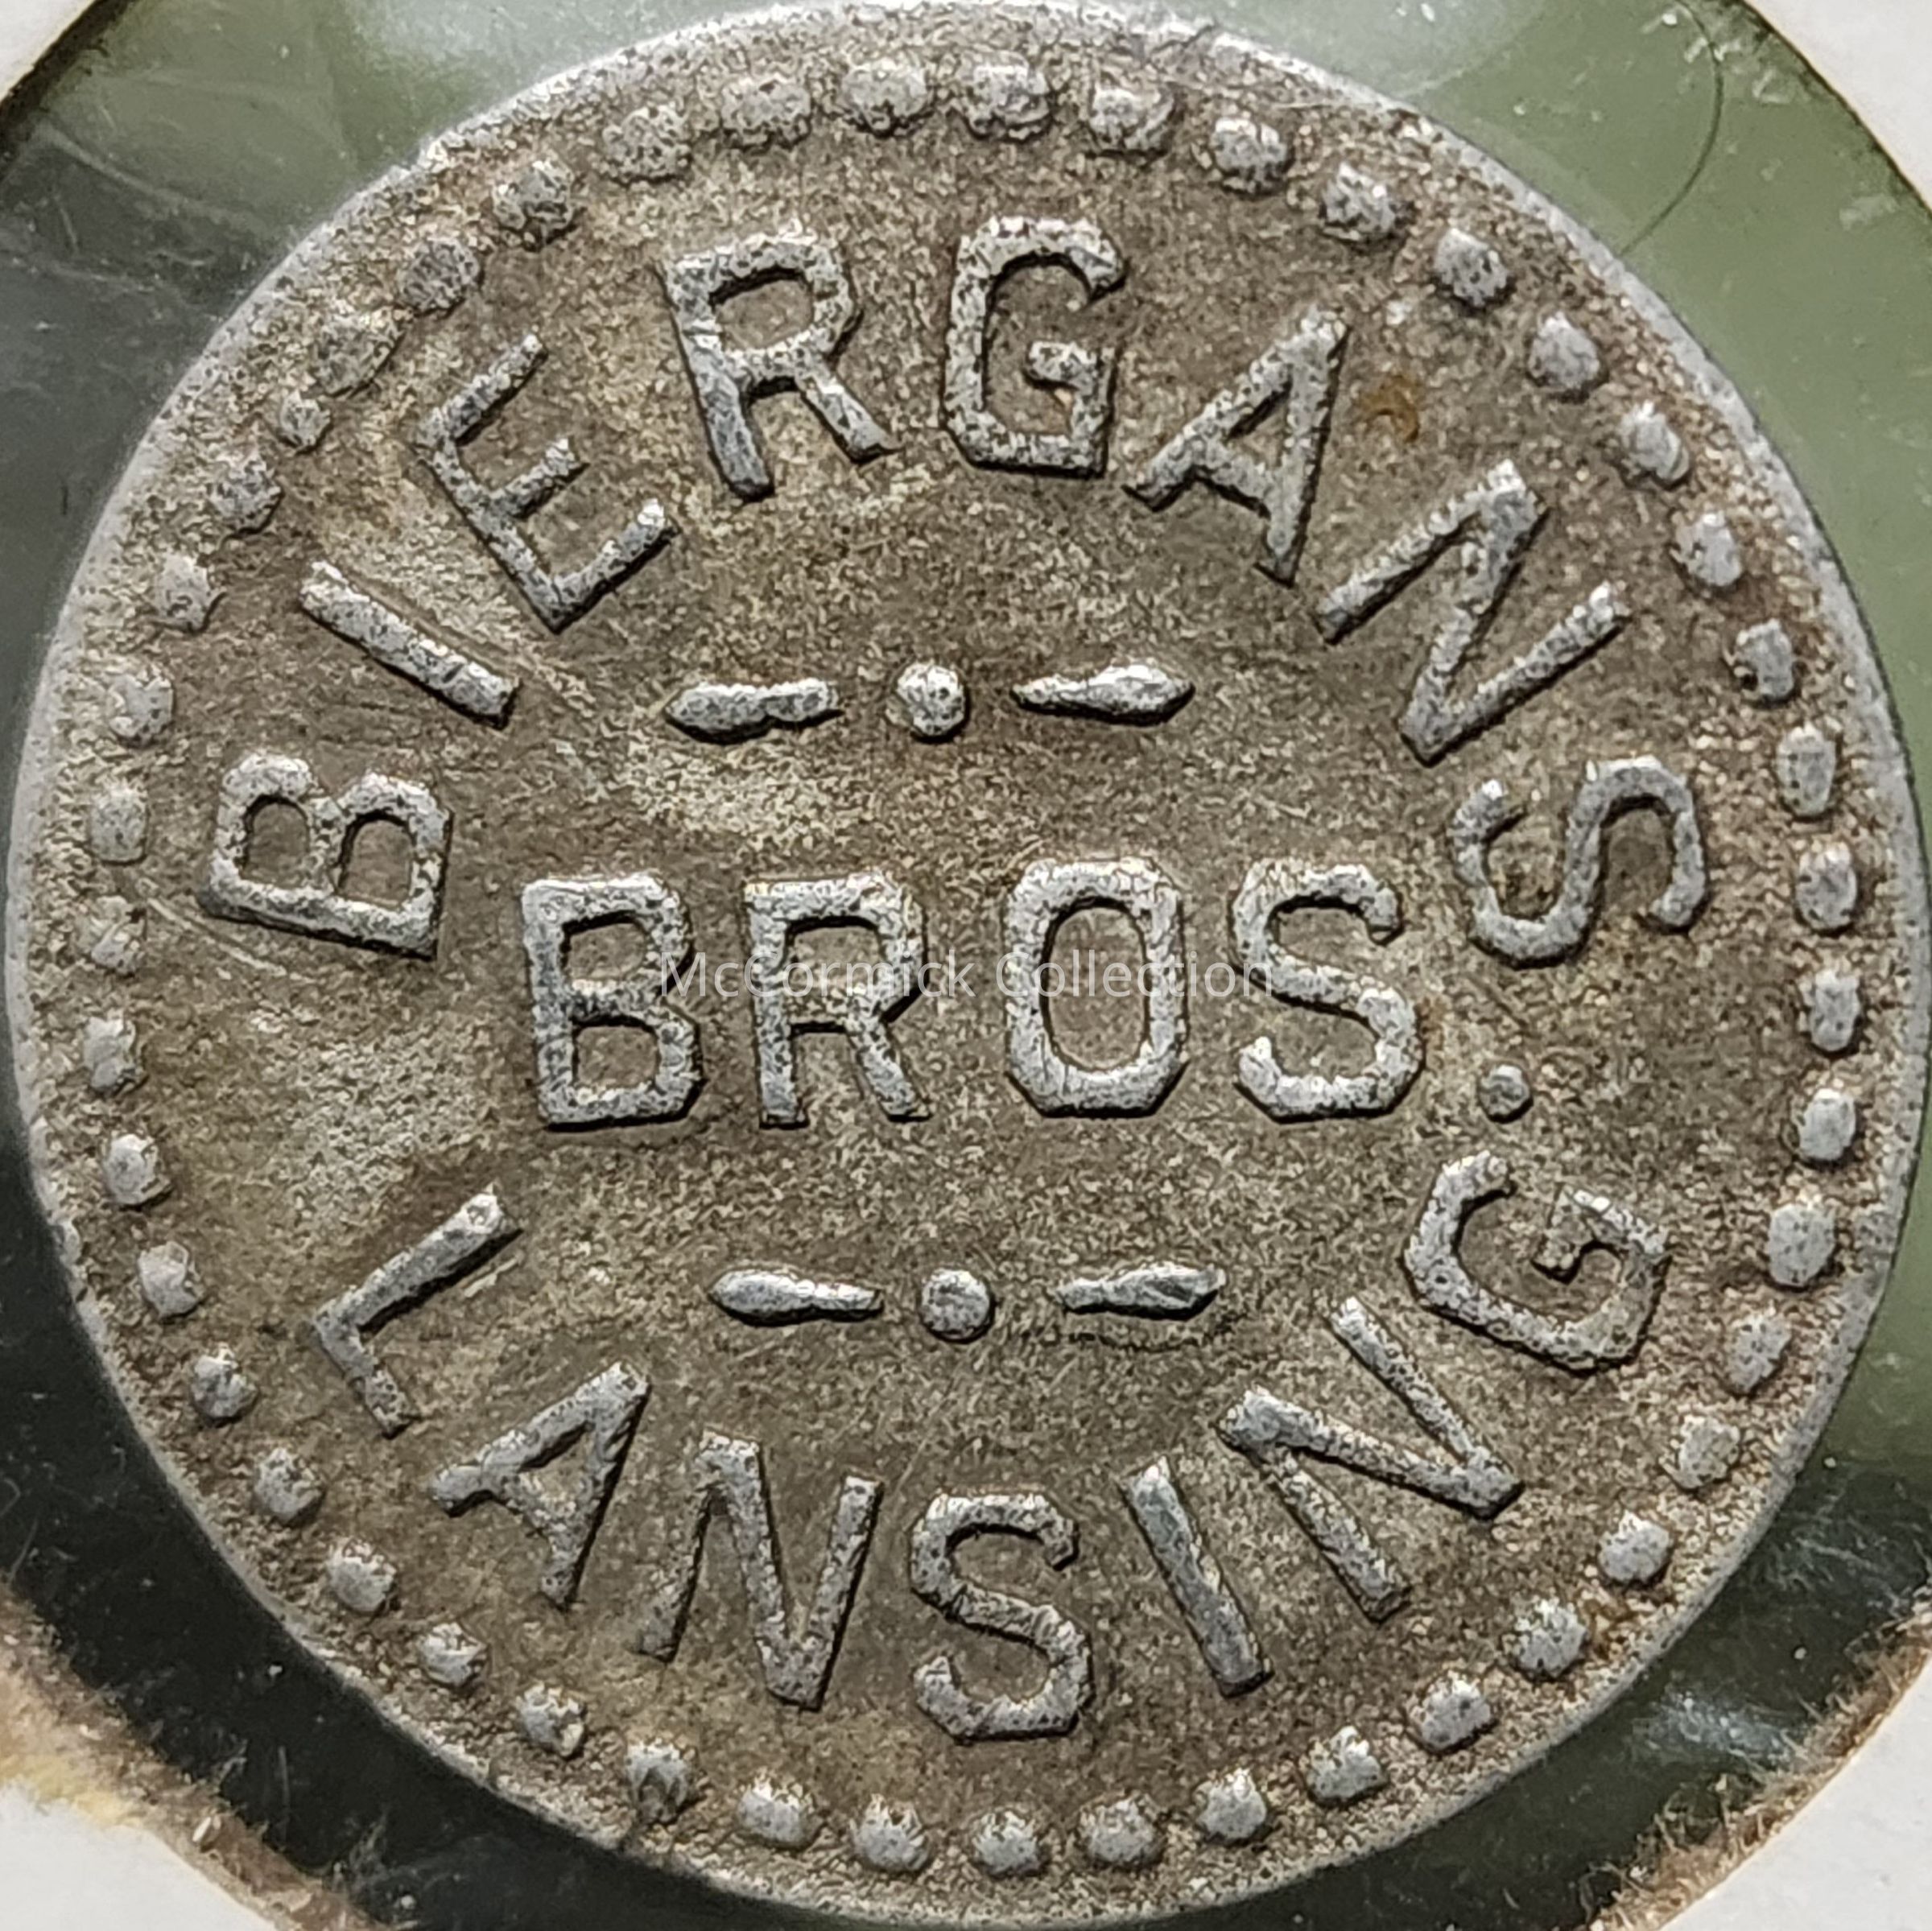 BIERGANS
BROS.
LANSING
McCormick Collection